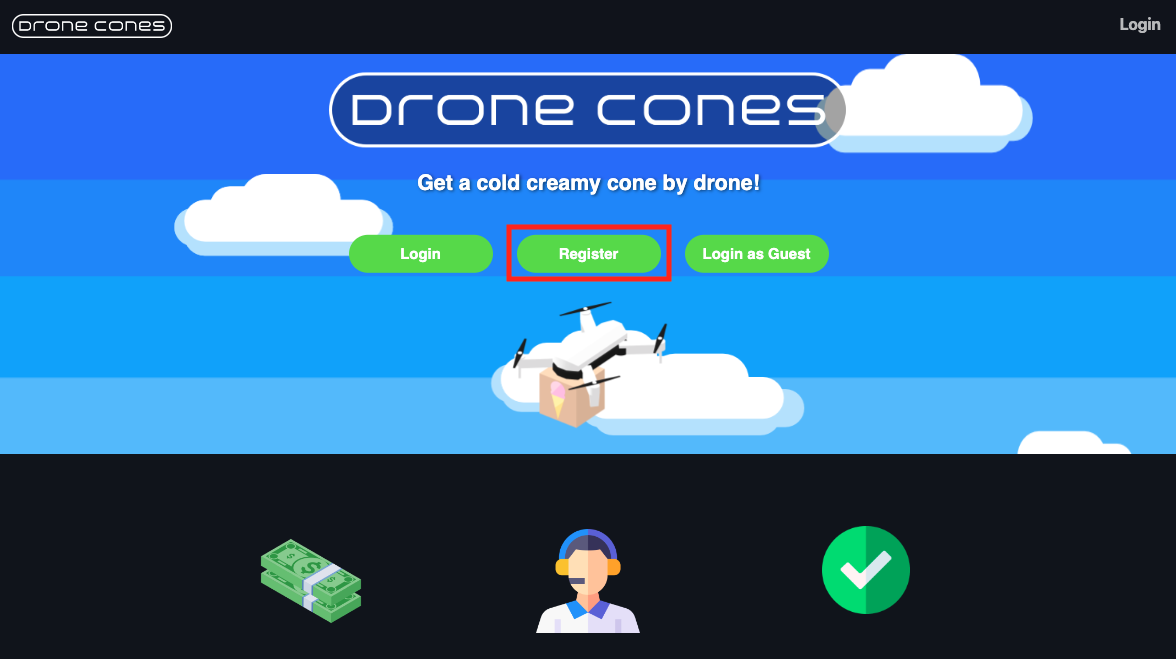 Drone cones
Login
Drone cones
Get a cold creamy cone by drone!
Login
Register
Login as Guest